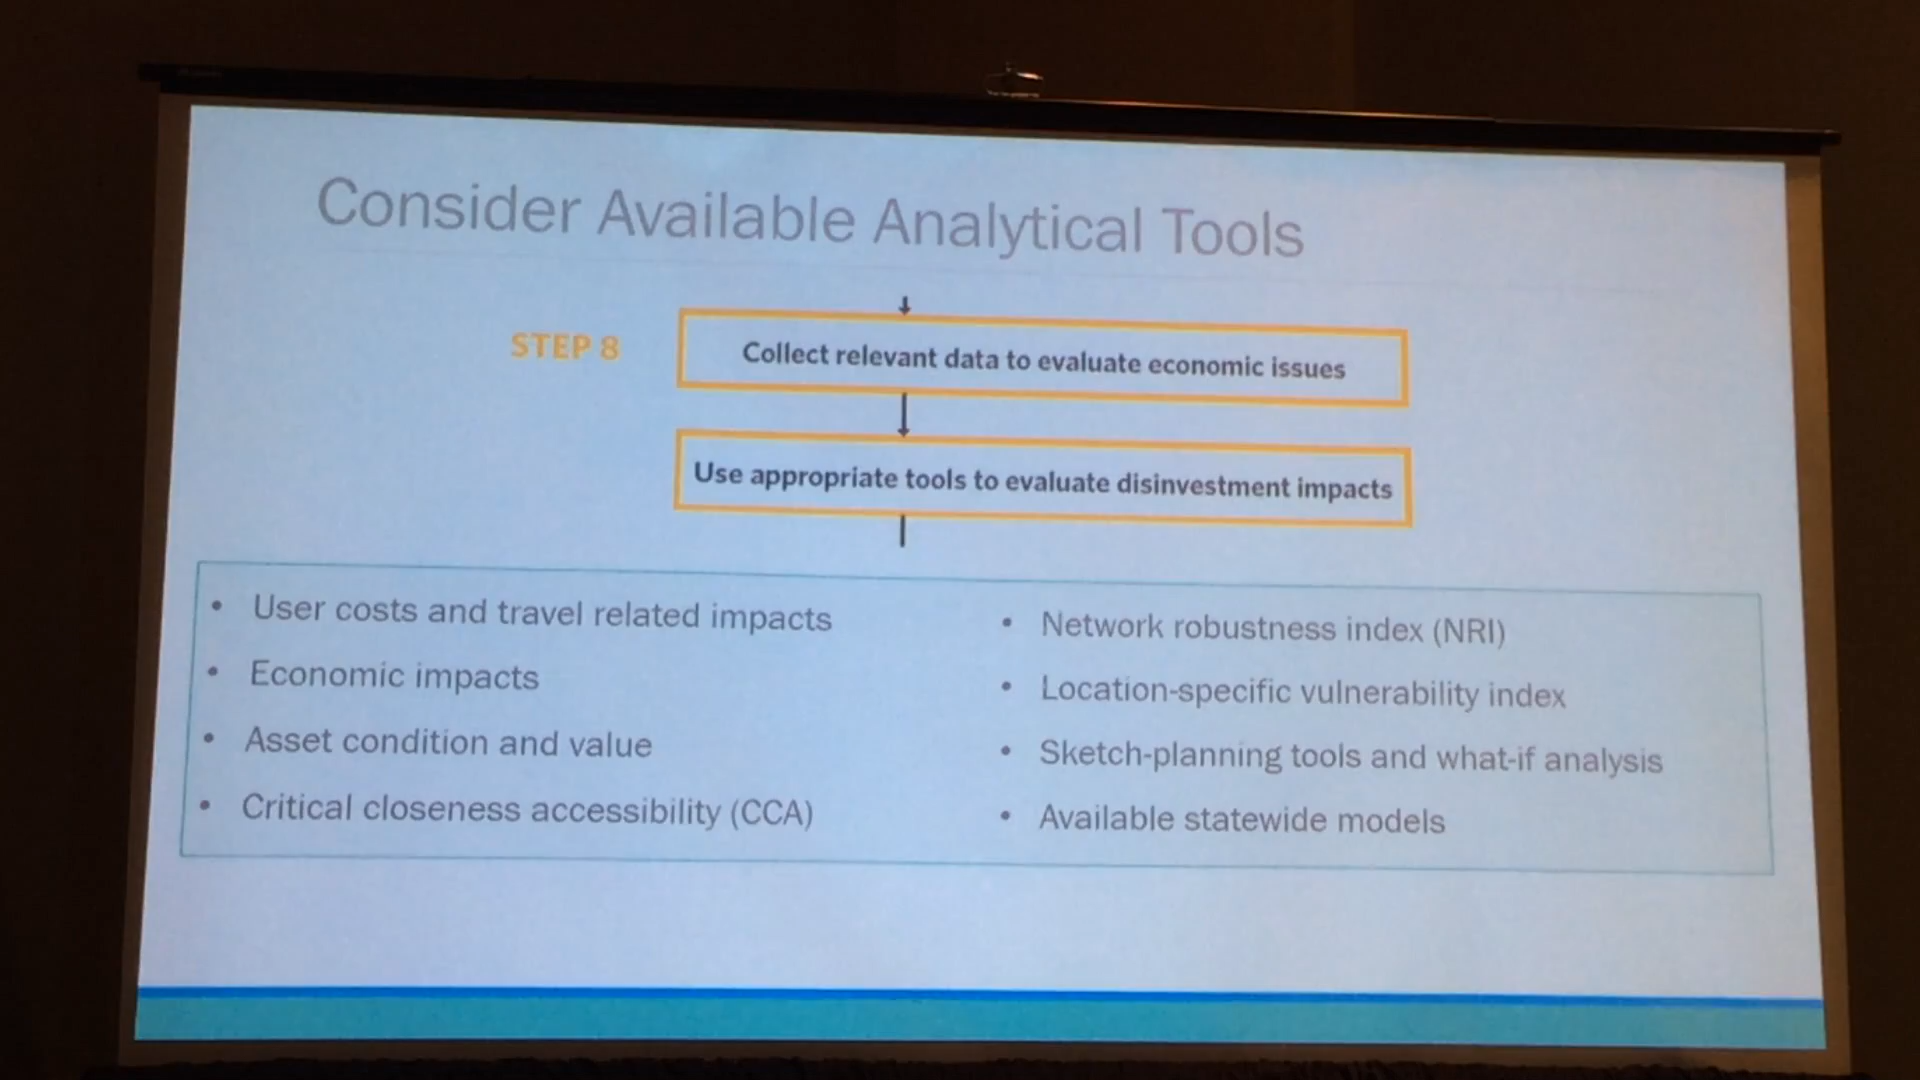 Consider Available Analytical Tools
STEP 8
Collect relevant data to evaluate economic issues
Use appropriate tools to evaluate disinvestment impacts
• User costs and travel related impacts
• Economic impacts
• Asset condition and value
• Critical closeness accessibility (CCA)
• Network robustness index (NRI)
• Location-specific vulnerability index
• Sketch-planning tools and what-if analysis
• Available statewide models